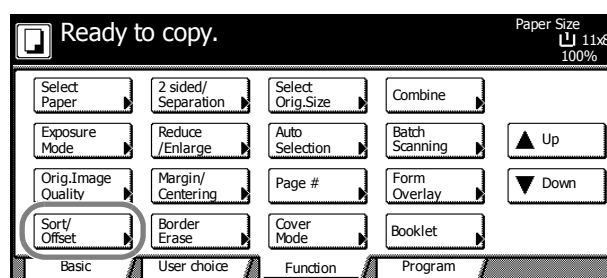 Ready to copy.
Paper Size
11x8
100%
Select
Paper
2 sided/
Separation
Select
Orig.Size
Combine
Exposure
Mode
Reduce
/Enlarge
Auto
Selection
Batch
Scanning
Up
Orig.Image
Quality
Margin/
Centering
Page #
Form
Overlay
Down
Sort/
Offset
Border
Erase
Cover
Mode
Booklet
Basic
User choice
Function
Program